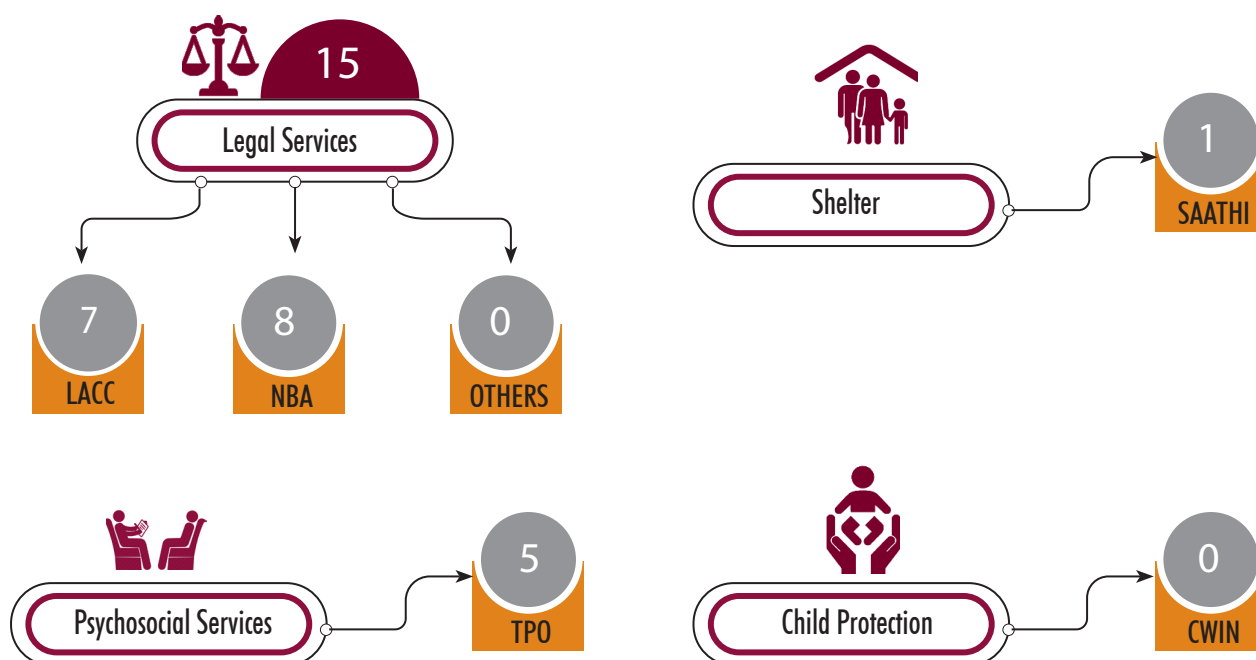 15
Legal Services
7
LACC
8
NBA
0
OTHERS
Shelter
1
SAATHI
Psychosocial Services
5
TPO
Child Protection
0
CWIN